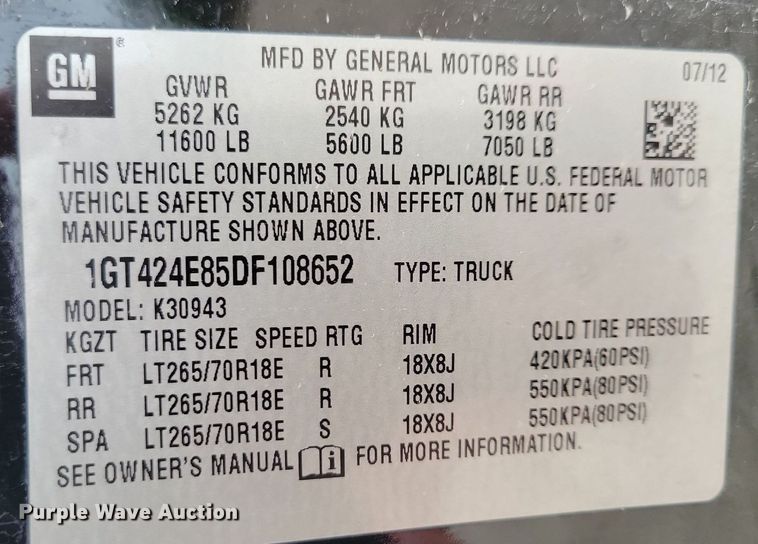 GM®
MFD BY GENERAL MOTORS LLC 07/12
GVWR GAWR FRT GAWR RR
5262 KG 2540 KG 3198 KG
11600 LB 5600 LB 7050 LB
THIS VEHICLE CONFORMS TO ALL APPLICABLE U.S. FEDERAL MOTOR
VEHICLE SAFETY STANDARDS IN EFFECT ON THE DATE OF
MANUFACTURE SHOWN ABOVE.
1GT424E85DF108652 TYPE: TRUCK
MODEL: K30943
KGZT TIRE SIZE SPEED RTG RIM COLD TIRE PRESSURE
FRT LT265/70R18E R 18X8J 420KPA(60PSI)
RR LT265/70R18E R 18X8J 550KPA(80PSI)
SPA LT265/70R18E S 18X8J 550KPA(80PSI)
SEE OWNER'S MANUAL i FOR MORE INFORMATION.
Purple Wave Auction